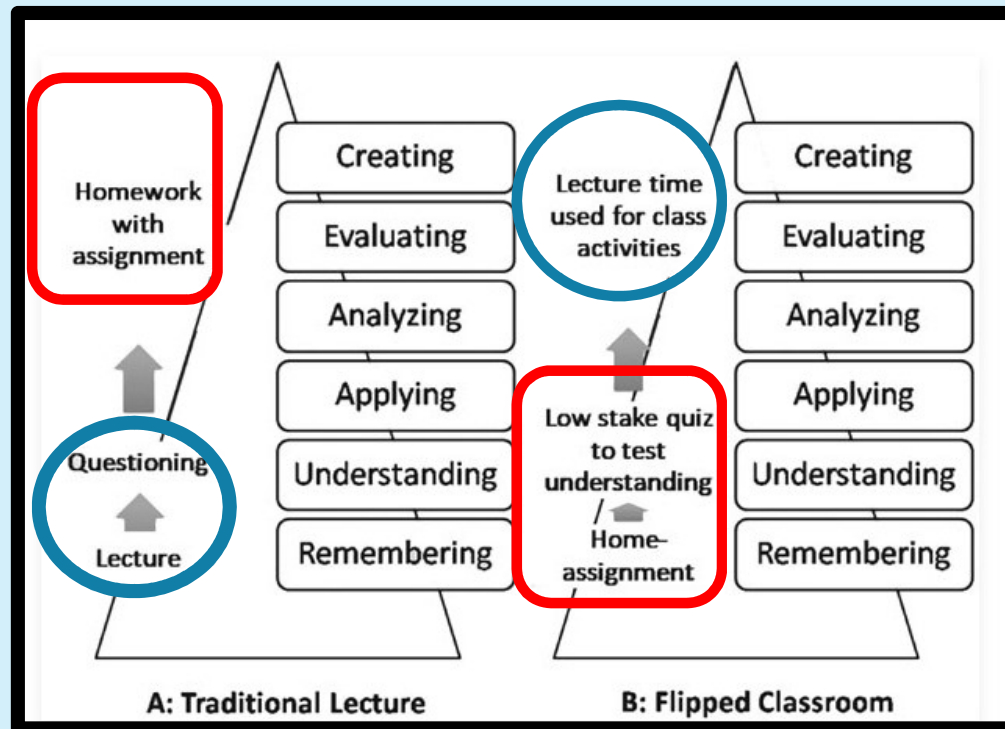 Homework
with
assignment
Questioning
Lecture
Creating
Evaluating
Analyzing
Applying
Understanding
Remembering
A: Traditional Lecture
Lecture time
used for class
activities
Low stake quiz
to test
understanding
Home-
assignment
Creating
Evaluating
Analyzing
Applying
Understanding
Remembering
B: Flipped Classroom